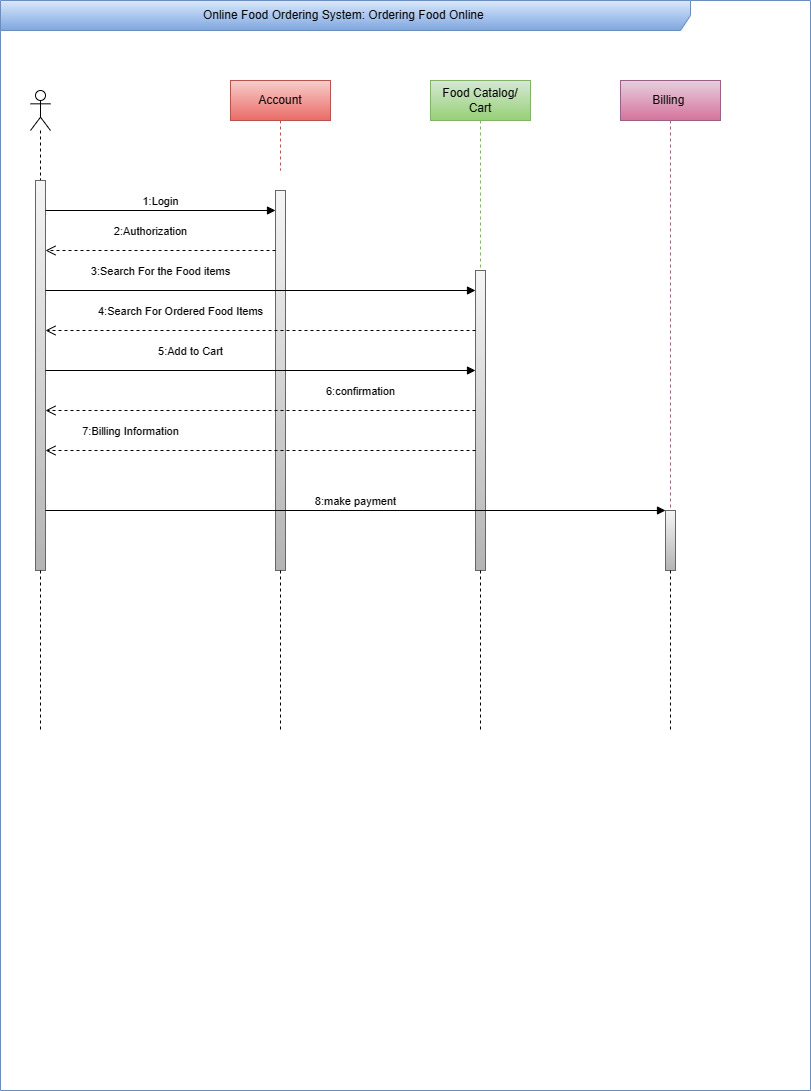 Online Food Ordering System: Ordering Food Online
Account
Food Catalog/
Cart
Billing
1:Login
2:Authorization
3:Search For the Food items
4:Search For Ordered Food Items
5:Add to Cart
6:confirmation
7:Billing Information
8:make payment